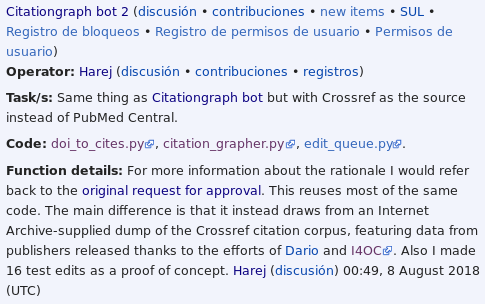 Citationgraph bot 2 (discusión • contribuciones • new items • SUL •
Registro de bloqueos • Registro de permisos de usuario • Permisos de
usuario)
Operator: Harej (discusión • contribuciones • registros)
Task/s: Same thing as Citationgraph bot but with Crossref as the source
instead of PubMed Central.
Code: doi_to_cites.py, citation_grapher.py, edit_queue.py.
Function details: For more information about the rationale I would refer
back to the original request for approval. This reuses most of the same
code. The main difference is that it instead draws from an Internet
Archive-supplied dump of the Crossref citation corpus, featuring data from
publishers released thanks to the efforts of Dario and I4OC. Also I made
16 test edits as a proof of concept. Harej (discusión) 00:49, 8 August 2018
(UTC)